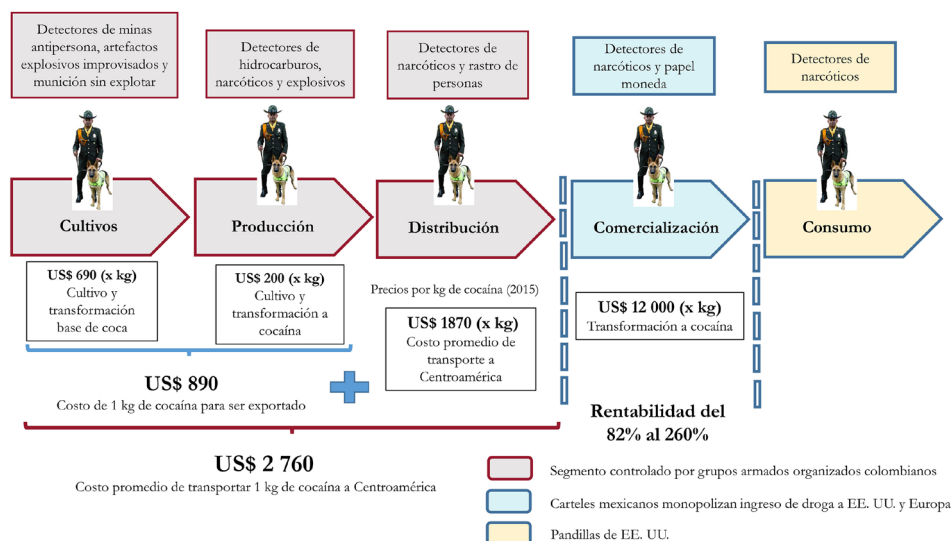 Detectores de minas
antipersona, artefactos
explosivos improvisados y
munición sin explotar
Detectores de
hidrocarburos,
narcóticos y explosivos
Detectores de
narcóticos y rastro de
personas
Detectores de
narcóticos y papel
moneda
Detectores de
narcóticos
Cultivos
Producción
Distribución
Comercialización
Consumo
US$ 690 (x kg)
Cultivo y
transformación
base de coca
US$ 200 (x kg)
Cultivo y
transformación a
cocaína
Precios por kg de cocaína (2015)
US$ 1870 (x kg)
Costo promedio de
transporte a
Centroamérica
US$ 12 000 (x kg)
Transformación a cocaína
US$ 890
Costo de 1 kg de cocaína para ser exportado
Rentabilidad del
82% al 260%
US$ 2 760
Costo promedio de transportar 1 kg de cocaína a Centroamérica
Segmento controlado por grupos armados organizados colombianos
Carteles mexicanos monopolizan ingreso de droga a EE. UU. y Europa
Pandillas de EE. UU.